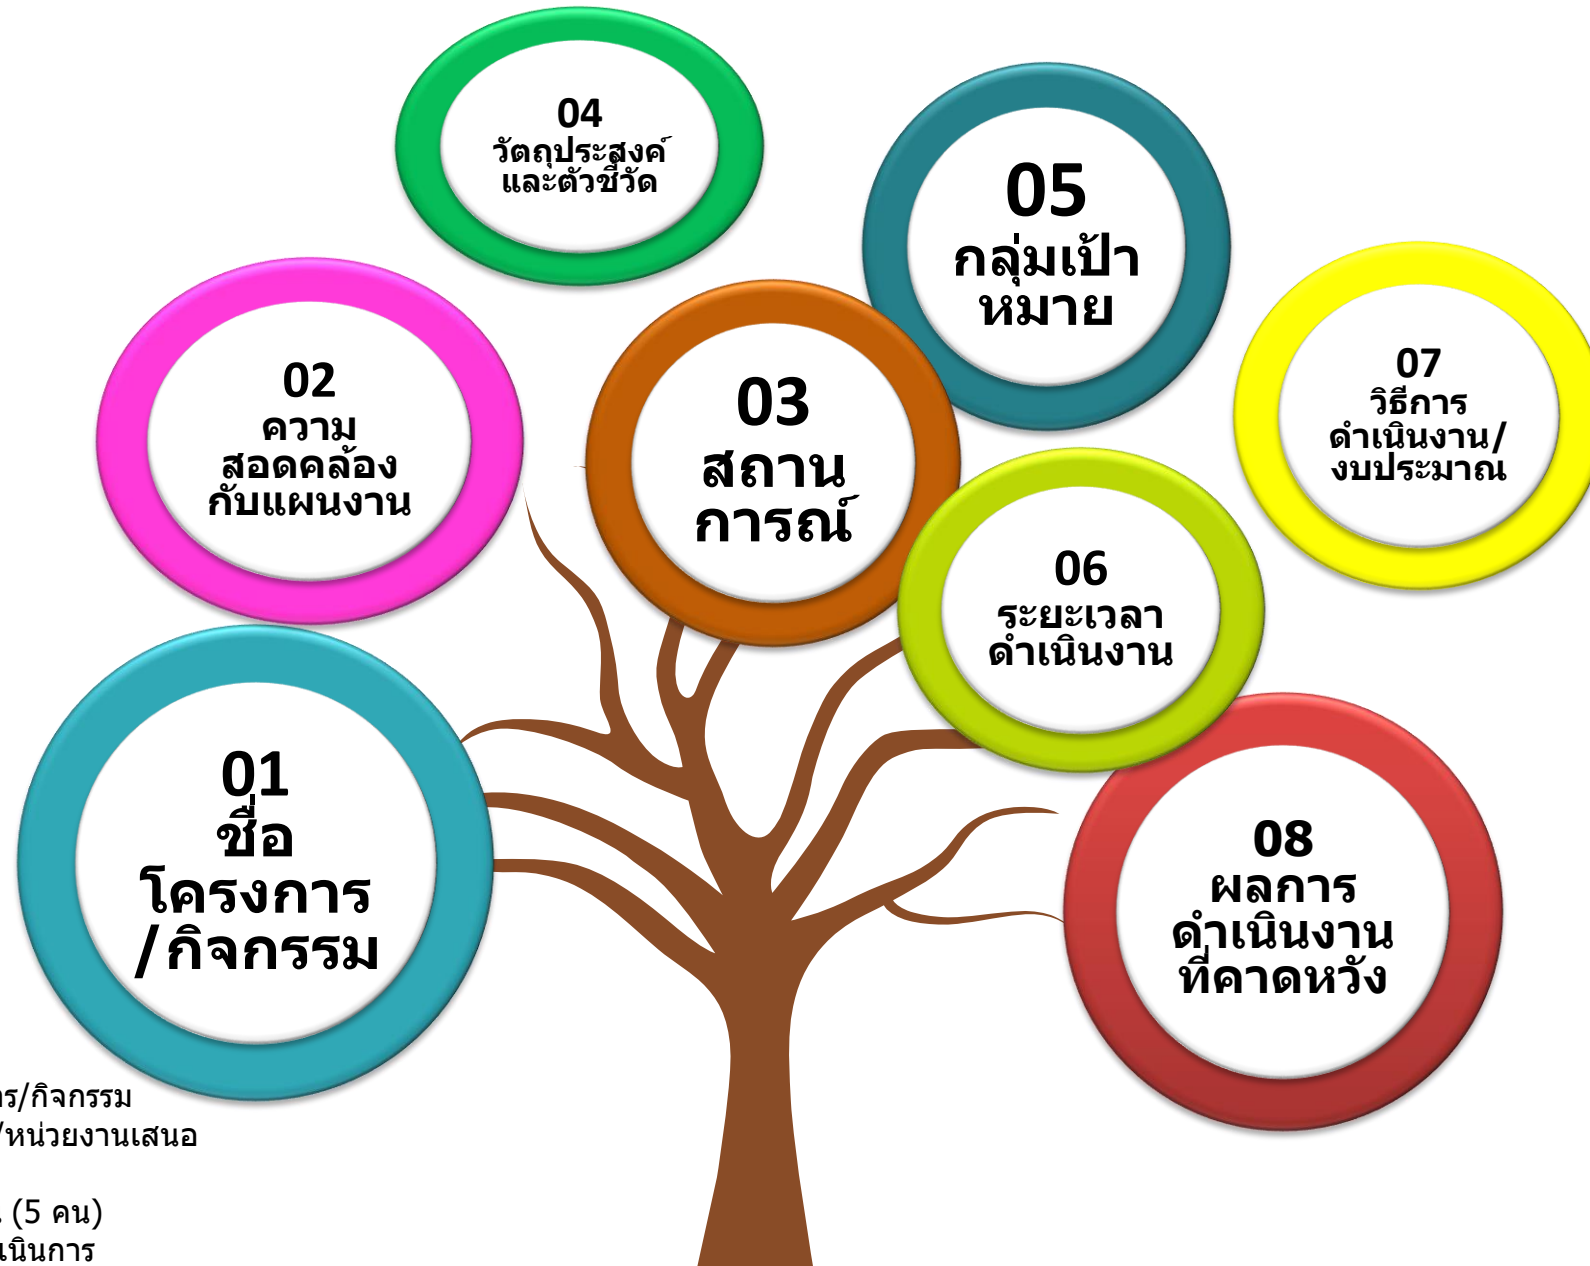 04
วัตถุประสงค์
และตัวชี้วัด
05
กลุ่มเป้า
หมาย
02
ความ
สอดคล้อง
กับแผนงาน
03
สถาน
การณ์
07
วิธีการ
ดำเนินงาน/
งบประมาณ
06
ระยะเวลา
ดำเนินงาน
01
ชื่อ
โครงการ
/กิจกรรม
08
ผลการ
ดำเนินงาน
ที่คาดหวัง
/กิจกรรม
/หน่วยงานเสนอ
(5 คน)